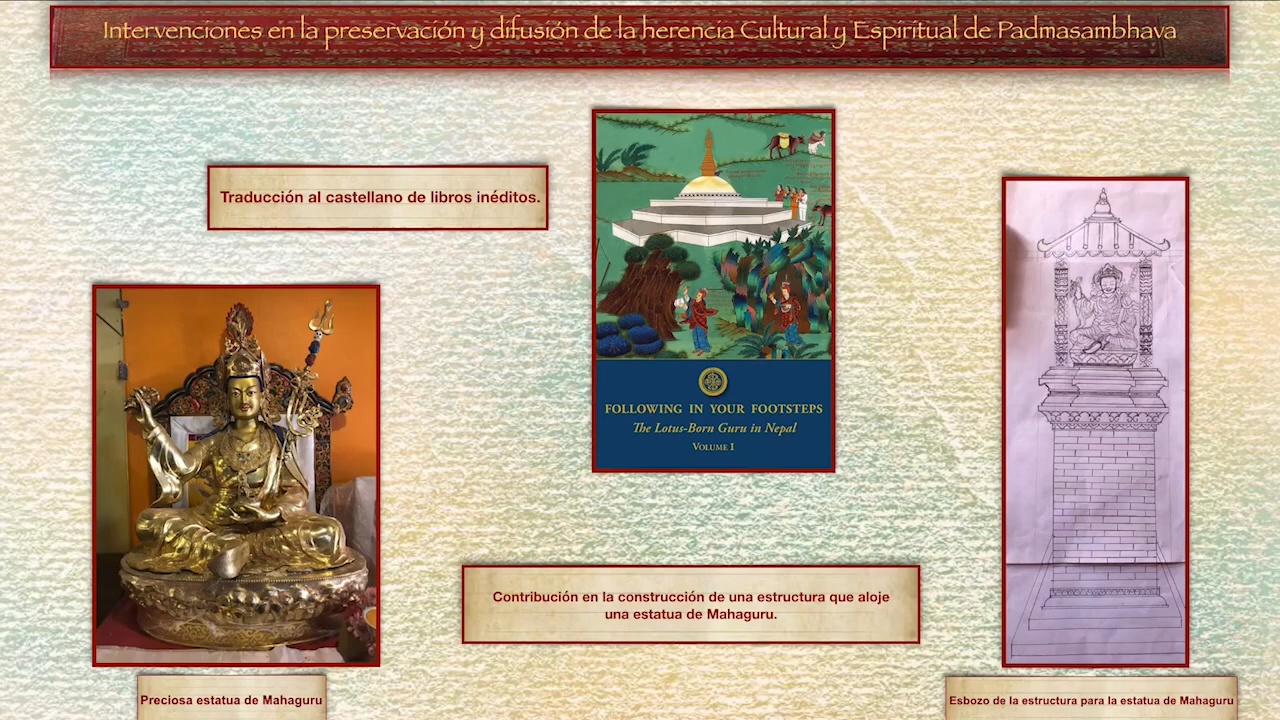 Intervenciones en la preservación y difusión de la herencia Cultural y Espiritual de Padmasambhava
Traducción al castellano de libros inéditos.
FOLLOWING IN YOUR FOOTSTEPS
The Lotus-Born Guru in Nepal
VOLUME I
Contribución en la construcción de una estructura que aloje
una estatua de Mahaguru.
Preciosa estatua de Mahaguru
Esbozo de la estructura para la estatua de Mahaguru